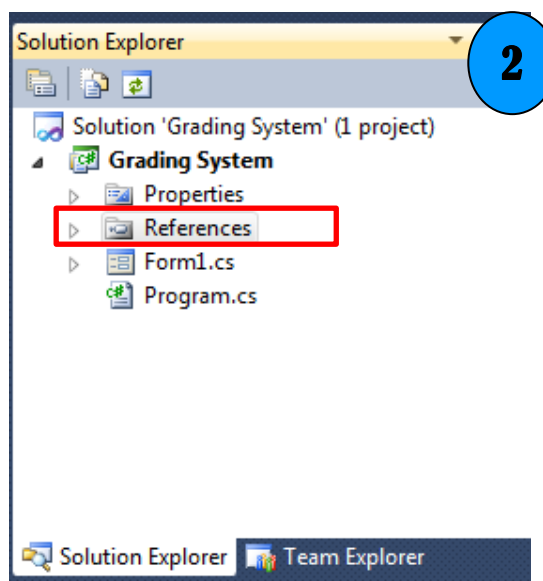 Solution Explorer
2
Solution 'Grading System' (1 project)
Grading System
Properties
References
Form1.cs
Program.cs
Solution Explorer Team Explorer